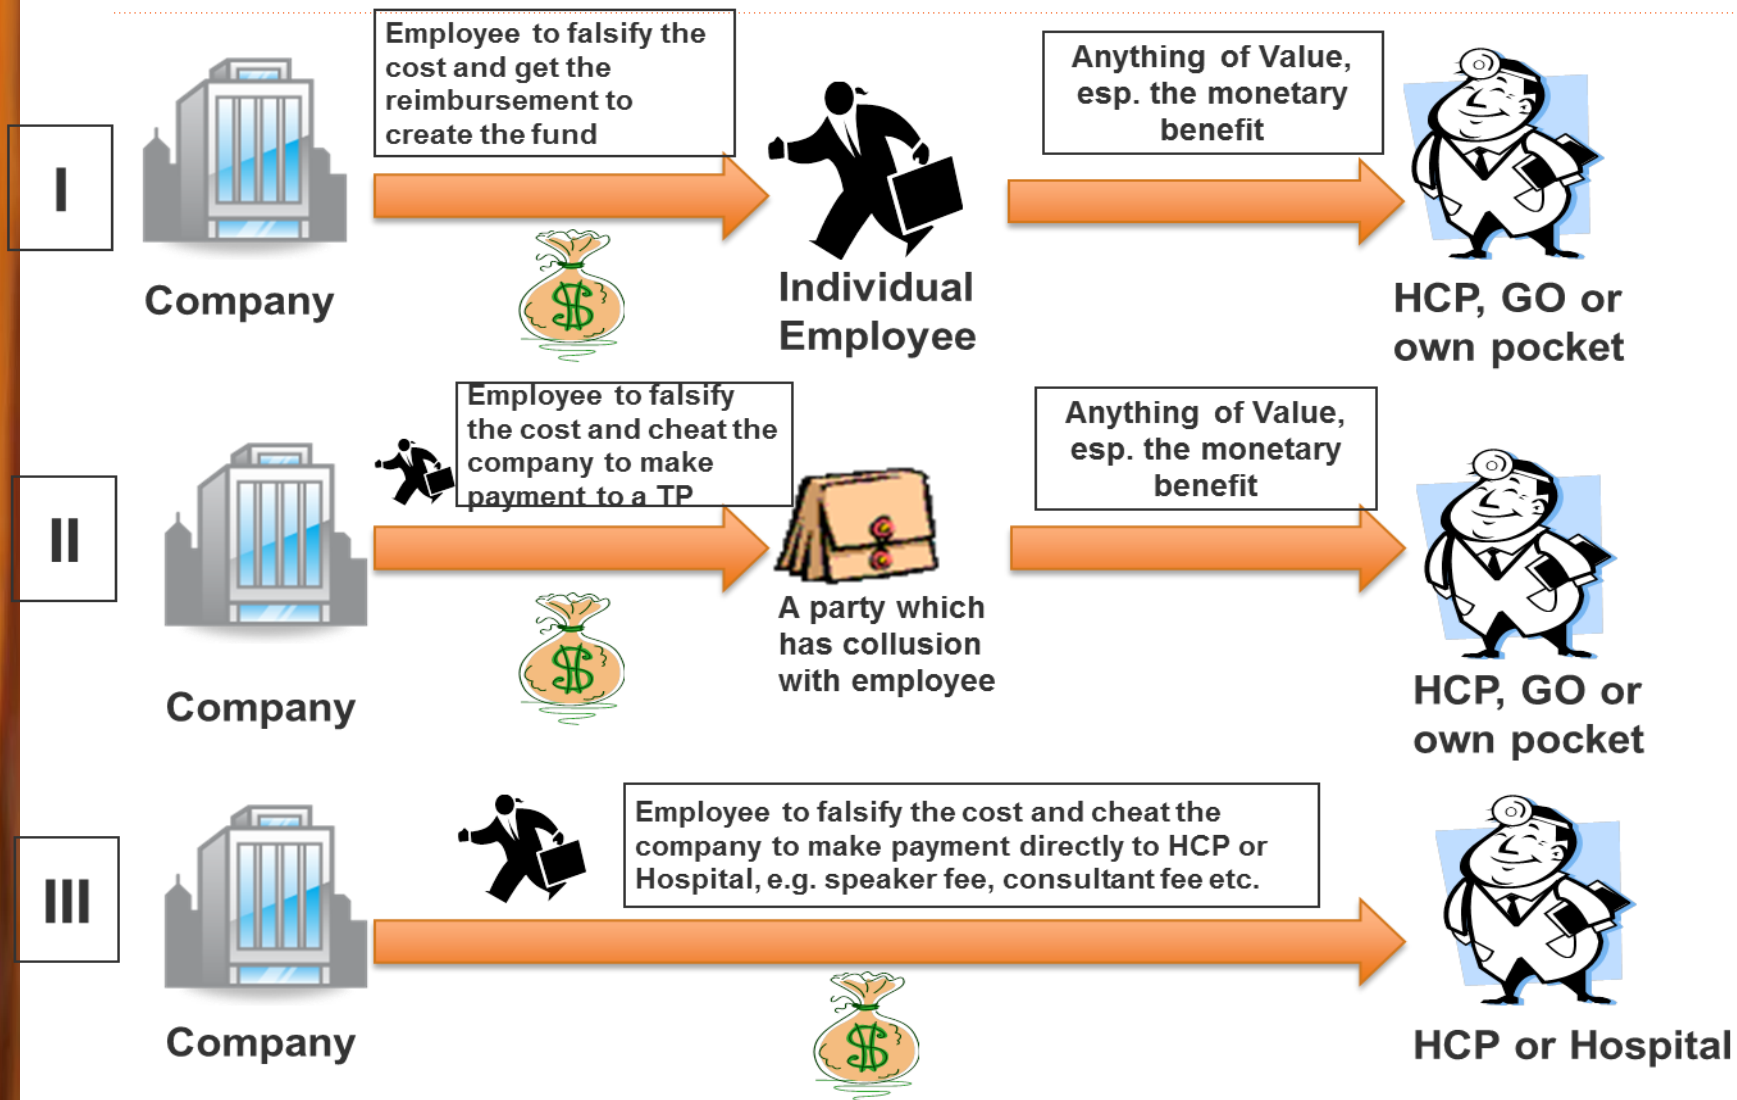 I
Employee to falsify the
cost and get the
reimbursement to
create the fund
Anything of Value,
esp. the monetary
benefit
$
Company
Individual
Employee
HCP, GO or
own pocket
II
Employee to falsify
the cost and cheat the
company to make
payment to a TP
Anything of Value,
esp. the monetary
benefit
$
Company
A party which
has collusion
with employee
HCP, GO or
own pocket
III
Employee to falsify the cost and cheat the
company to make payment directly to HCP or
Hospital, e.g. speaker fee, consultant fee etc.
$
Company
HCP or Hospital